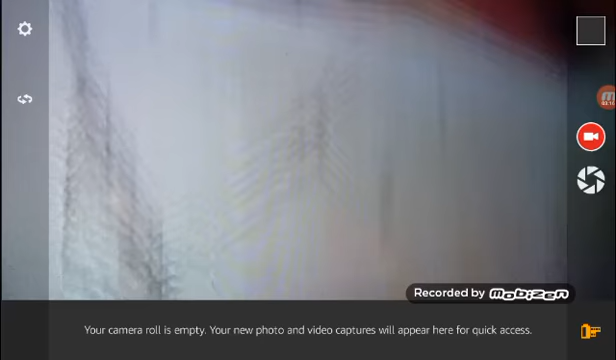 Recorded by mobizen
Your camera roll is empty. Your new photo and video captures will appear here for quick access.